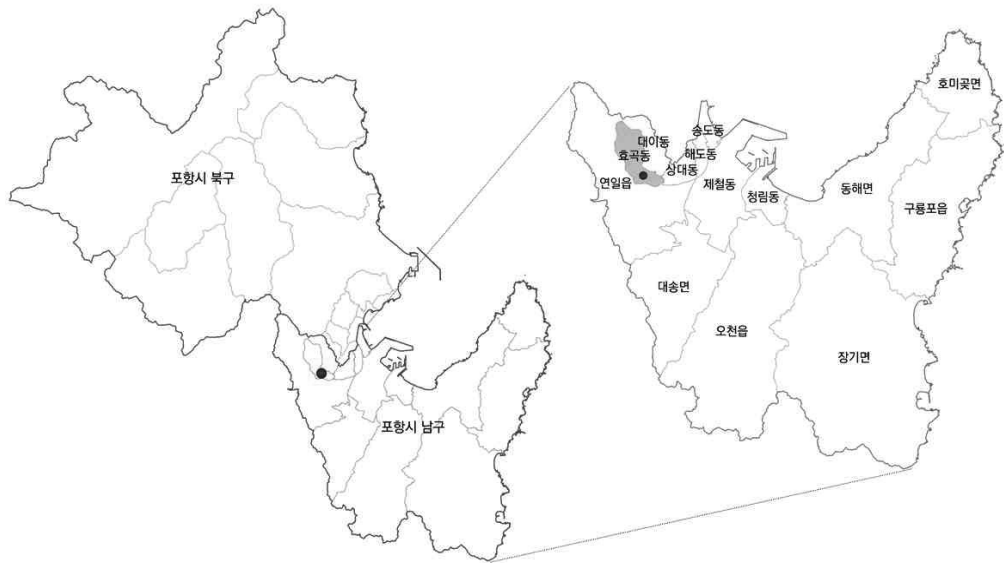 포항시 북구
포항시 남구
호미곶면
송도동
대이동
해도동
효곡동
상대동
연일읍
제철동
청림동
동해면
구룡포읍
대송면
오천읍
장기면